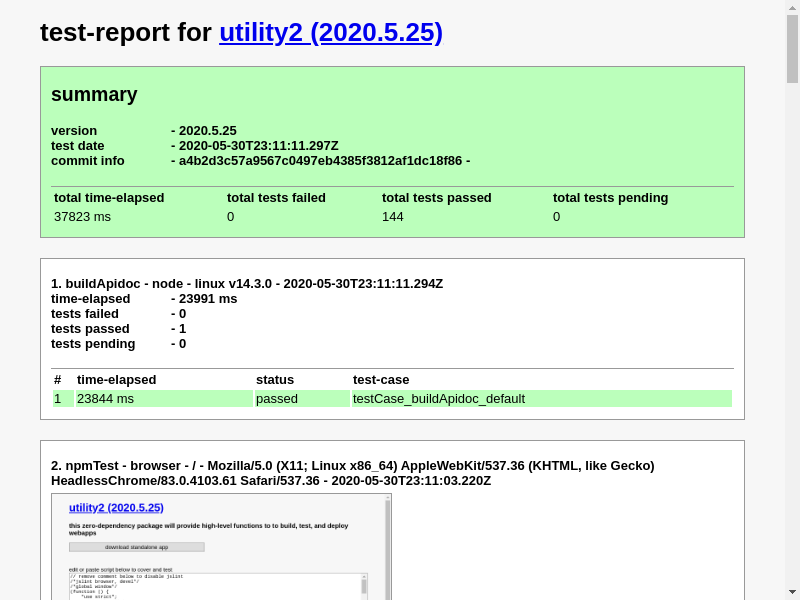 test-report for utility2 (2020.5.25)
summary
version - 2020.5.25
test date - 2020-05-30T23:11:11.297Z
commit info - a4b2d3c57a9567c0497eb4385f3812af1dc18f86 -
total time-elapsed total tests failed total tests passed total tests pending
37823 ms 0 144 0
1. buildApidoc - node - linux v14.3.0 - 2020-05-30T23:11:11.294Z
time-elapsed - 23991 ms
tests failed - 0
tests passed - 1
tests pending - 0
# time-elapsed status test-case
1 23844 ms passed testCase_buildApidoc_default
2. npmTest - browser - / - Mozilla/5.0 (X11; Linux x86_64) AppleWebKit/537.36 (KHTML, like Gecko)
HeadlessChrome/83.0.4103.61 Safari/537.36 - 2020-05-30T23:11:03.220Z
utility2 (2020.5.25)
this zero-dependency package will provide high-level functions to to build, test, and deploy
webapps
download standalone app
edit or paste script below to cover and test
// remove comment below to disable jslint
/*jslint browser, devel*/
/*global window*/
(function () {
"use strict";